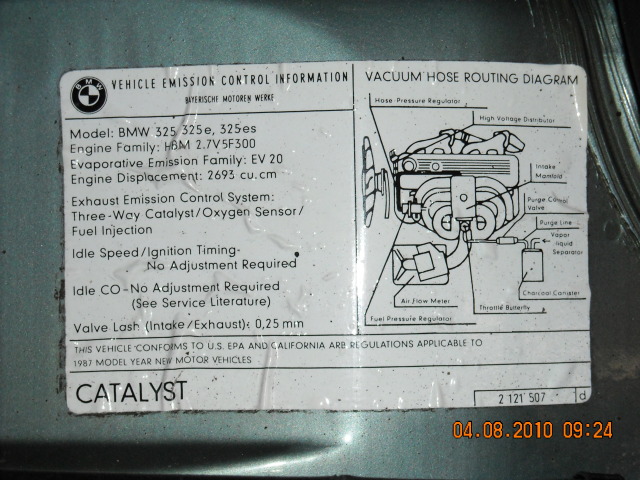 BMW
VEHICLE EMISSION CONTROL INFORMATION
BAYERISCHE MOTOREN WERKE
Model: BMW 325 325e, 325es
Engine Family: HBM 2.7V5F300
Evaporative Emission Family: EV 20
Engine Displacement: 2693 cu.cm
Exhaust Emission Control System:
Three-Way Catalyst/Oxygen Sensor/
Fuel Injection
Idle Speed/Ignition Timing-
No Adjustment Required
Idle CO-No Adjustment Required
(See Service Literature)
Valve Lash (Intake/Exhaust): 0,25 min
VACUUM HOSE ROUTING DIAGRAM
Hose Pressure Regulator
High Voltage Distributor
Intake
Manifold
Purge Control
Valve
Purge Line
Vapor
liquid
Separator
Charcoal Canister
Air Flow Meter
Throttle Butterfly
Fuel Pressure Regulator
THIS VEHICLE CONFORMS TO U.S. EPA AND CALIFORNIA ARB REGULATIONS APPLICABLE TO
1987 MODEL YEAR NEW MOTOR VEHICLES
CATALYST
2 121 507 d
04.08.2010 09:24